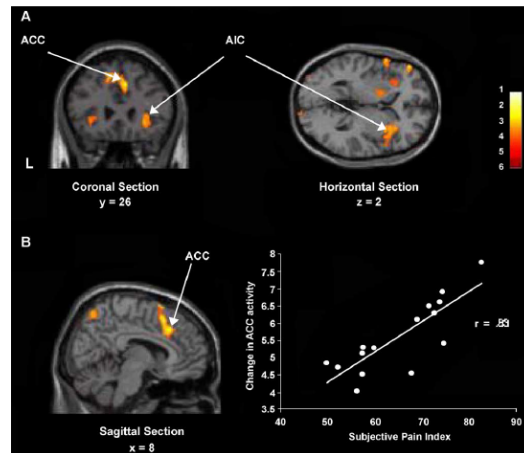 A
ACC
AIC
L
Coronal Section
y = 26
Horizontal Section
z = 2
1
2
3
4
5
6
B
ACC
Sagittal Section
x = 8
Change in ACC activity
8
7.5
7
6.5
6
5.5
5
4.5
4
3.5
40
50
60
70
80
90
Subjective Pain Index
r =